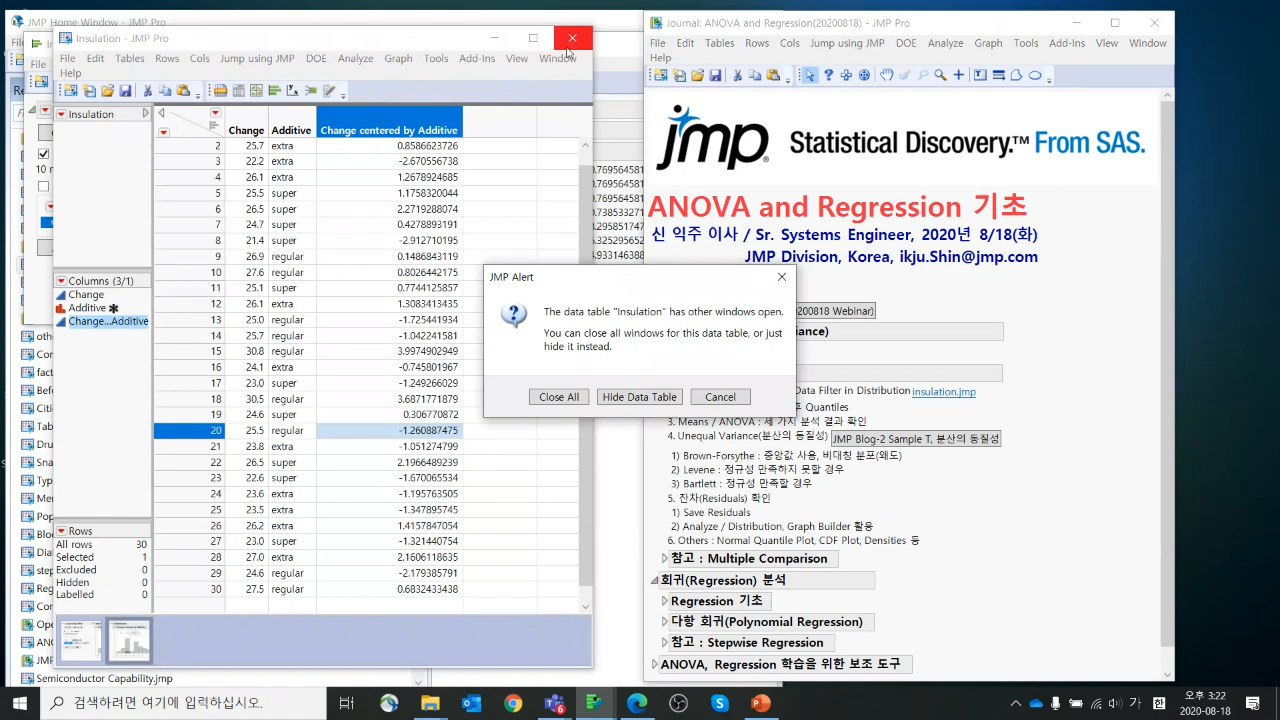 JMP Home Window - JMP Pro
Insulation - JMP Pro
File Edit Tables Rows Cols Jump using JMP DOE Analyze Graph Tools Add-Ins View Window
Help
Insulation
Change Additive Change centered by Additive
2 25.7 extra 0.8586623726
3 22.2 extra -2.670556738
4 26.1 extra 1.2678924685
5 25.5 super 1.1758320044
6 26.5 super 2.2719288074
7 24.7 super 0.4278893191
8 21.4 super -2.912710195
9 26.9 regular 0.1486843119
10 27.6 regular 0.8026442175
11 25.1 super 0.7744125857
12 26.1 extra 1.3083413435
13 25.0 regular -1.725441934
14 25.7 regular -1.042241581
15 30.8 regular 3.9974902949
16 24.1 extra -0.745801967
17 23.0 super -1.249266029
18 30.5 regular 3.6871771879
19 24.6 super 0.306770872
20 25.5 regular -1.260887475
21 23.8 extra -1.051274799
22 26.5 super 2.1966489239
23 22.6 super -1.670065534
24 23.6 extra -1.195763505
25 23.5 extra -1.347895745
26 26.2 extra 1.4157847054
27 23.0 super -1.321440754
28 27.0 extra 2.1606118635
29 24.6 regular -2.179385791
30 27.5 regular 0.6832433438
Columns (3/1)
Change
Additive
Change...Additive
Rows
All rows 30
Selected 1
Excluded 0
Hidden 0
Labelled 0
Semiconductor Capability.jmp
JMP Alert
The data table "Insulation" has other windows open.
You can close all windows for this data table, or just
hide it instead.
Close All Hide Data Table Cancel
Journal: ANOVA and Regression(20200818) - JMP Pro
File Edit Tables Rows Cols Jump using JMP DOE Analyze Graph Tools Add-Ins View Window
Help
jmp Statistical Discovery.™ From SAS.
ANOVA and Regression 기초
신 익주 이사 / Sr. Systems Engineer, 2020년 8/18(화)
JMP Division, Korea, ikju.Shin@jmp.com
Webinar)
Data Filter in Distribution insulation.jmp
Quantiles
3. Means / ANOVA : 세 가지 분석 결과 확인
4. Unequal Variance(분산의 동질성) JMP Blog-2 Sample T, 분산의 동질성
1) Brown-Forsythe : 중앙값 사용, 비대칭 분포(왜도)
2) Levene : 정규성 만족하지 못할 경우
3) Bartlett : 정규성 만족할 경우
5. 잔차(Residuals) 확인
1) Save Residuals
2) Analyze / Distribution, Graph Builder 활용
6. Others : Normal Quantile Plot, CDF Plot, Densities 등
참고 : Multiple Comparison
회귀(Regression) 분석
Regression 기초
다항 회귀(Polynomial Regression)
참고 : Stepwise Regression
ANOVA, Regression 학습을 위한 보조 도구
검색하려면 여기에 입력하십시오.
가 한
오후 3:22
2020-08-18